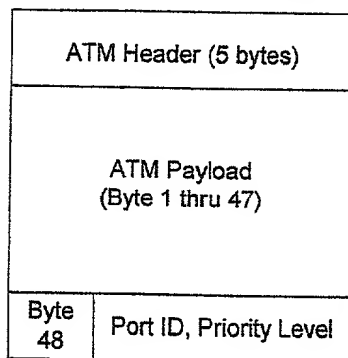 ATM Header (5 bytes)
ATM Payload
(Byte 1 thru 47)
Byte
48
Port ID, Priority Level